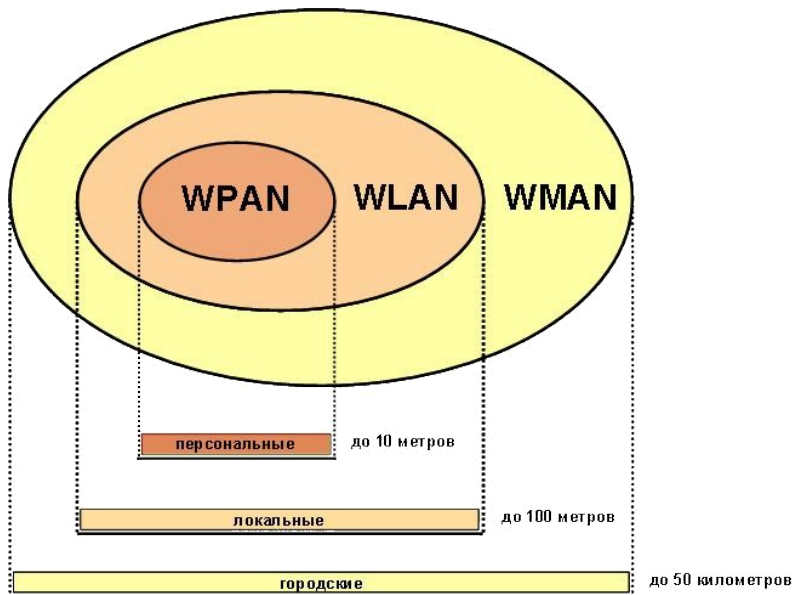 WPAN WLAN WMAN
персональные до 10 метров
локальные до 100 метров
городские до 50 километров